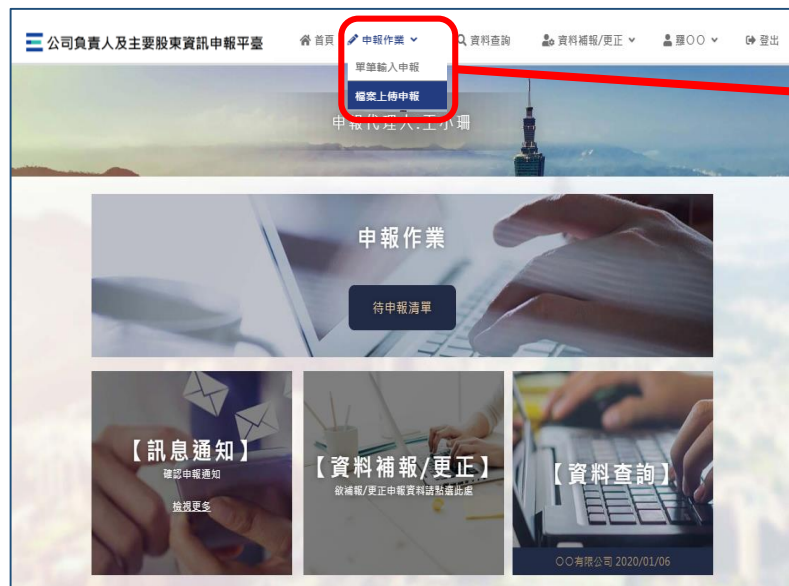 公司負責人及主要股東資訊申報平臺
首頁
申報作業
資料查詢
資料補報/更正
羅○○
登出
單筆輸入申報
檔案上傳申報
申報代理人:王小珊
申報作業
待申報清單
【訊息通知】
確認申報通知
檢視更多
【資料補報/更正】
欲補報/更正申報資料請點選此處
【資料查詢】
○○有限公司 2020/01/06